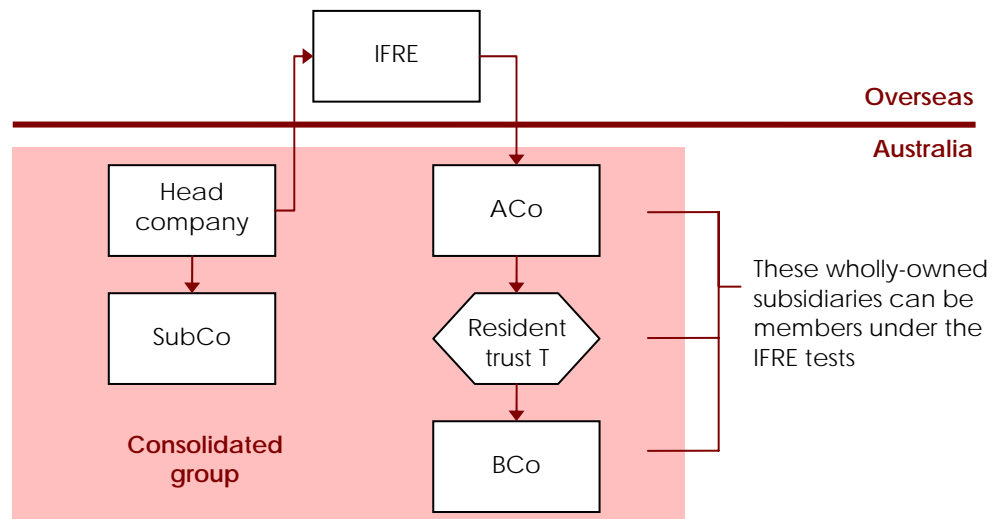 IFRE
Overseas
Australia
Head
company
ACo
These wholly-owned
subsidiaries can be
members under the
IFRE tests
SubCo
Resident
trust T
Consolidated
group
BCo